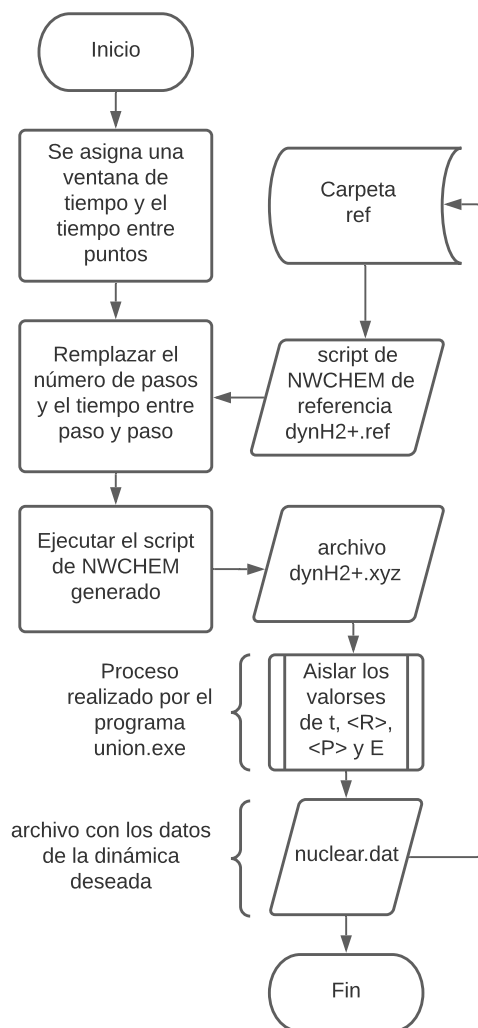 Inicio
Se asigna una
ventana de
tiempo y el
tiempo entre
puntos
Carpeta
ref
Remplazar el
número de pasos
y el tiempo entre
paso y paso
script de
NWCHEM de
referencia
dynH2+.ref
Ejecutar el script
de NWCHEM
generado
archivo
dynH2+.xyz
Proceso
realizado por el
programa
union.exe
Aislar los
valorses
de t, <R>,
<P> y E
archivo con los datos
de la dinámica
deseada
nuclear.dat
Fin